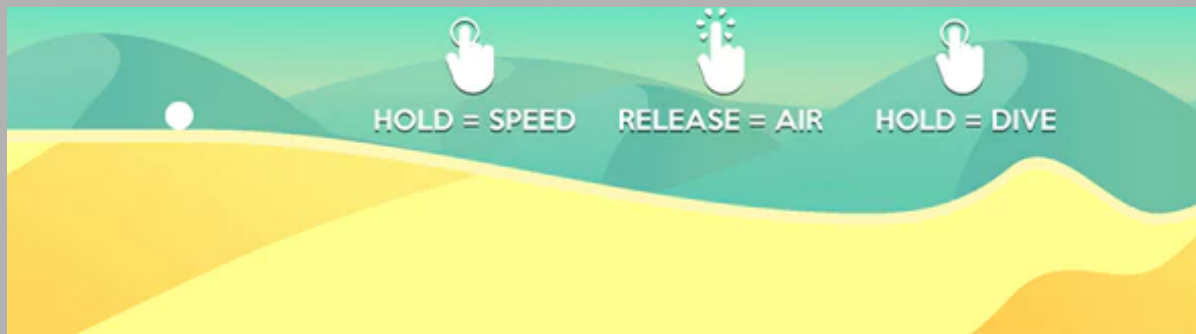 HOLD = SPEED
RELEASE = AIR
HOLD = DIVE